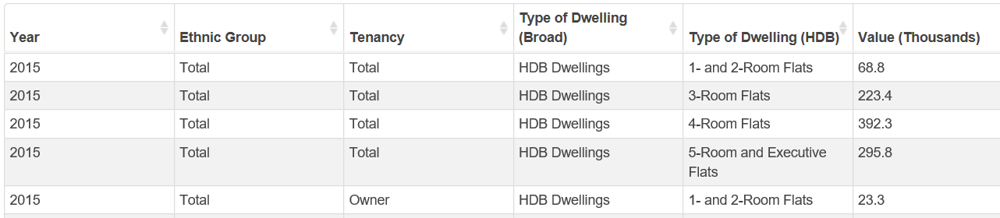 Year Ethnic Group Tenancy Type of Dwelling (Broad) Type of Dwelling (HDB) Value (Thousands)
2015 Total Total HDB Dwellings 1- and 2-Room Flats 68.8
2015 Total Total HDB Dwellings 3-Room Flats 223.4
2015 Total Total HDB Dwellings 4-Room Flats 392.3
2015 Total Total HDB Dwellings 5-Room and Executive Flats 295.8
2015 Total Owner HDB Dwellings 1- and 2-Room Flats 23.3